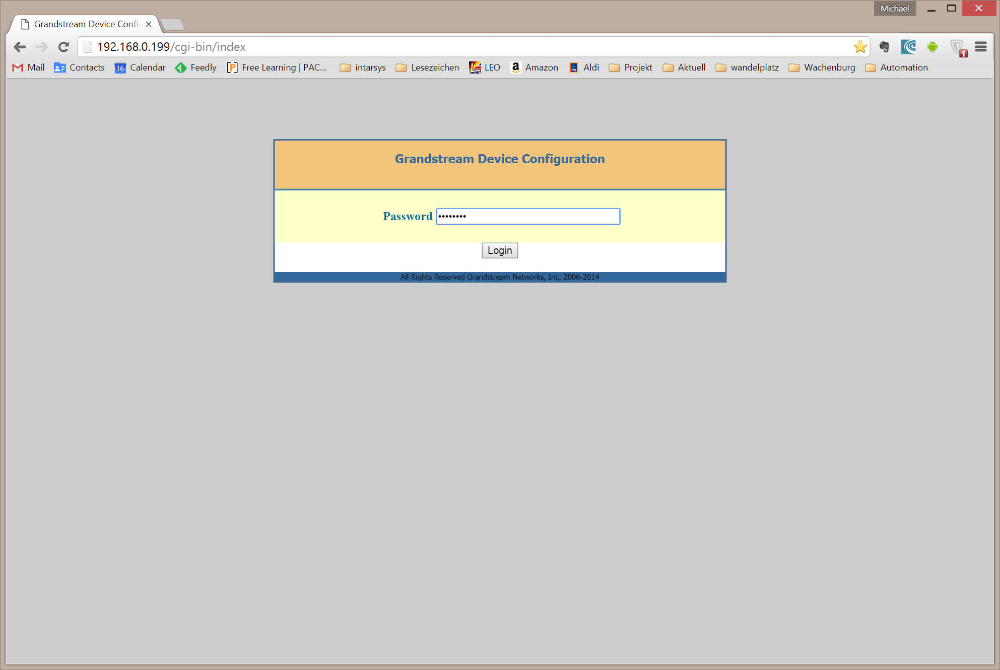 Michael
Grandstream Device Confi
192.168.0.199/cgi-bin/index
1
Mail Contacts 16 Calendar Feedly [P] Free Learning | PAC... intarsys Lesezeichen LEO a Amazon ALDI Aldi Projekt Aktuell wandelplatz Wachenburg Automation
Grandstream Device Configuration
Password ••••••••
Login
All Rights Reserved Grandstream Networks, Inc. 2006-2014